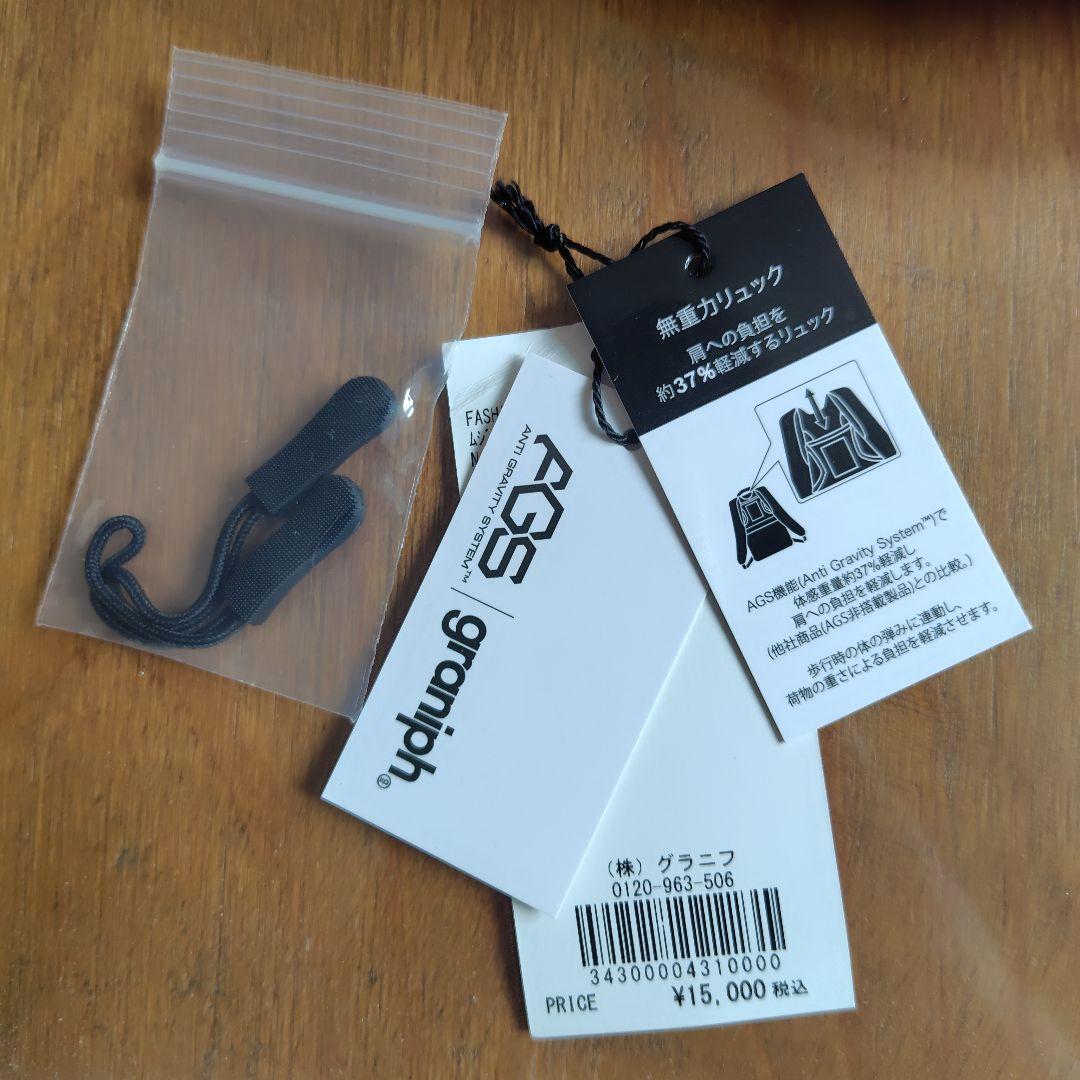 無重力リュック
肩への負担を
約37%軽減するリュック
AGS機能(Anti Gravity System™)で
体感重量約37%軽減し
肩への負担を軽減します。
(他社商品(AGS非搭載製品)との比較。)
歩行時の体の弾みに連動し、
荷物の重さによる負担を軽減させます。
AGS
ANTI GRAVITY SYSTEM™
graniph
FASH
ムシ
(株) グラニフ
0120-963-506
34300004310000
PRICE ¥15,000 税込